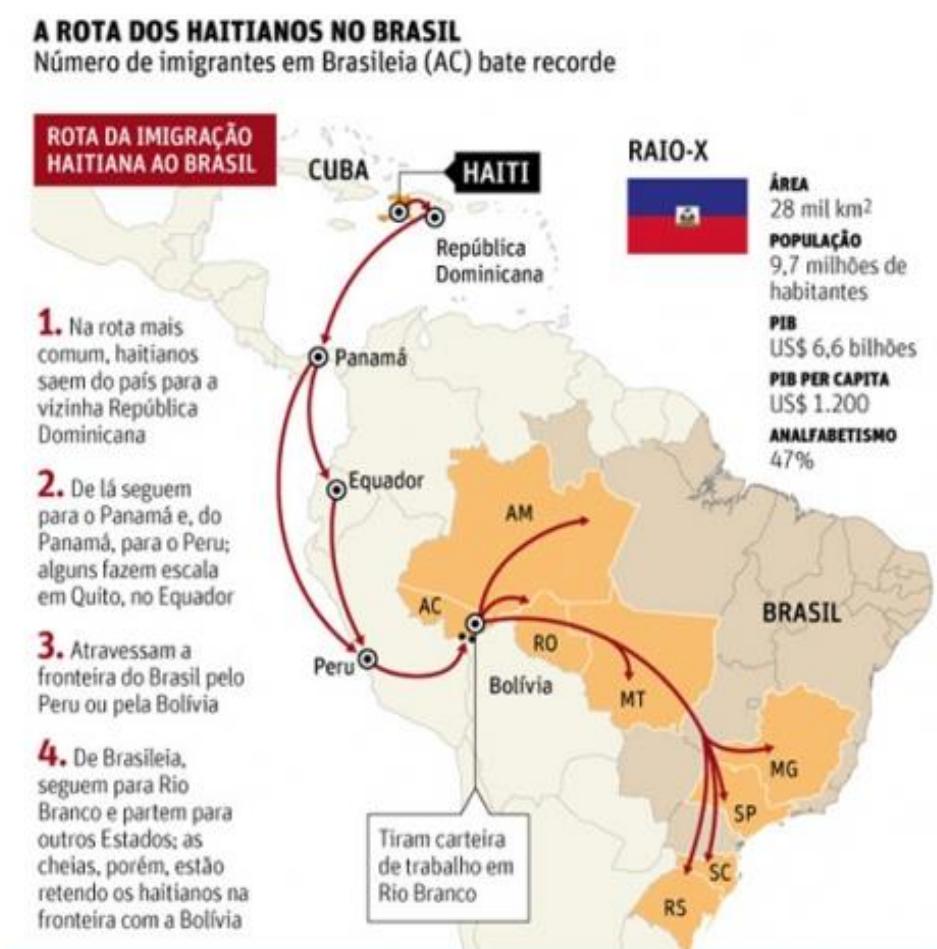 A ROTA DOS HAITIANOS NO BRASIL
Número de imigrantes em Brasileia (AC) bate recorde
ROTA DA IMIGRAÇÃO
HAITIANA AO BRASIL
CUBA
HAITI
República
Dominicana
RAIO-X
ÁREA
28 mil km²
POPULAÇÃO
9,7 milhões de
habitantes
PIB
US$ 6,6 bilhões
PIB PER CAPITA
US$ 1.200
ANALFABETISMO
47%
1. Na rota mais
comum, haitianos
saem do país para a
vizinha República
Dominicana
2. De lá seguem
para o Panamá e, do
Panamá, para o Peru;
alguns fazem escala
em Quito, no Equador
3. Atravessam a
fronteira do Brasil pelo
Peru ou pela Bolívia
4. De Brasileia,
seguem para Rio
Branco e partem para
outros Estados; as
cheias, porém, estão
retendo os haitianos na
fronteira com a Bolívia
Panamá
Equador
Peru
AM
AC
RO
Bolívia
MT
BRASIL
MG
SP
SC
RS
Tiram carteira
de trabalho em
Rio Branco